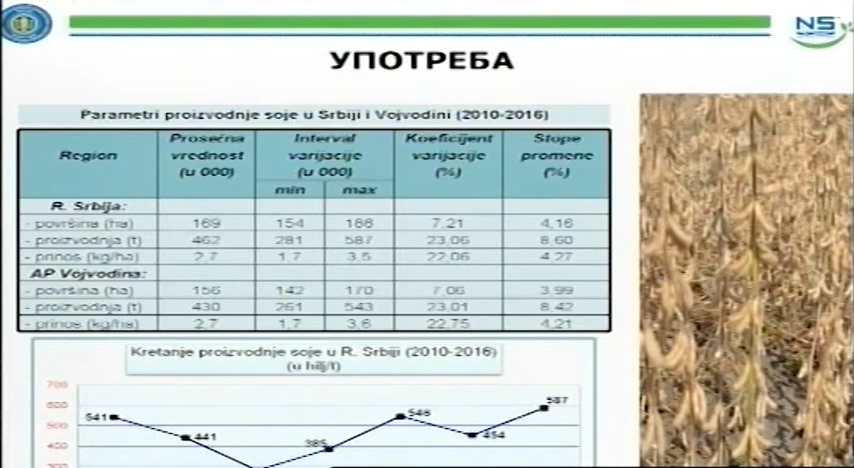 NS
УПОТРЕБА
Parametri proizvodnje soje u Srbiji i Vojvodini (2010-2016)
Region Prosečna vrednost (u 000) Interval varijacije (u 000) Koeficijent varijacije (%) Stope promene (%)
min max
R. Srbija:
- površina (ha) 169 154 186 7,21 4,16
- proizvodnja (t) 462 281 587 23,06 8,60
- prinos (kg/ha) 2,7 1,7 3,5 22,06 4,27
AP Vojvodina:
- površina (ha) 156 142 170 7,06 3,99
- proizvodnja (t) 430 261 543 23,01 8,42
- prinos (kg/ha) 2,7 1,7 3,6 22,75 4,21
Kretanje proizvodnje soje u R. Srbiji (2010-2016)
(u hilj/t)
700
600
500
400
300
541
441
385
546
454
587